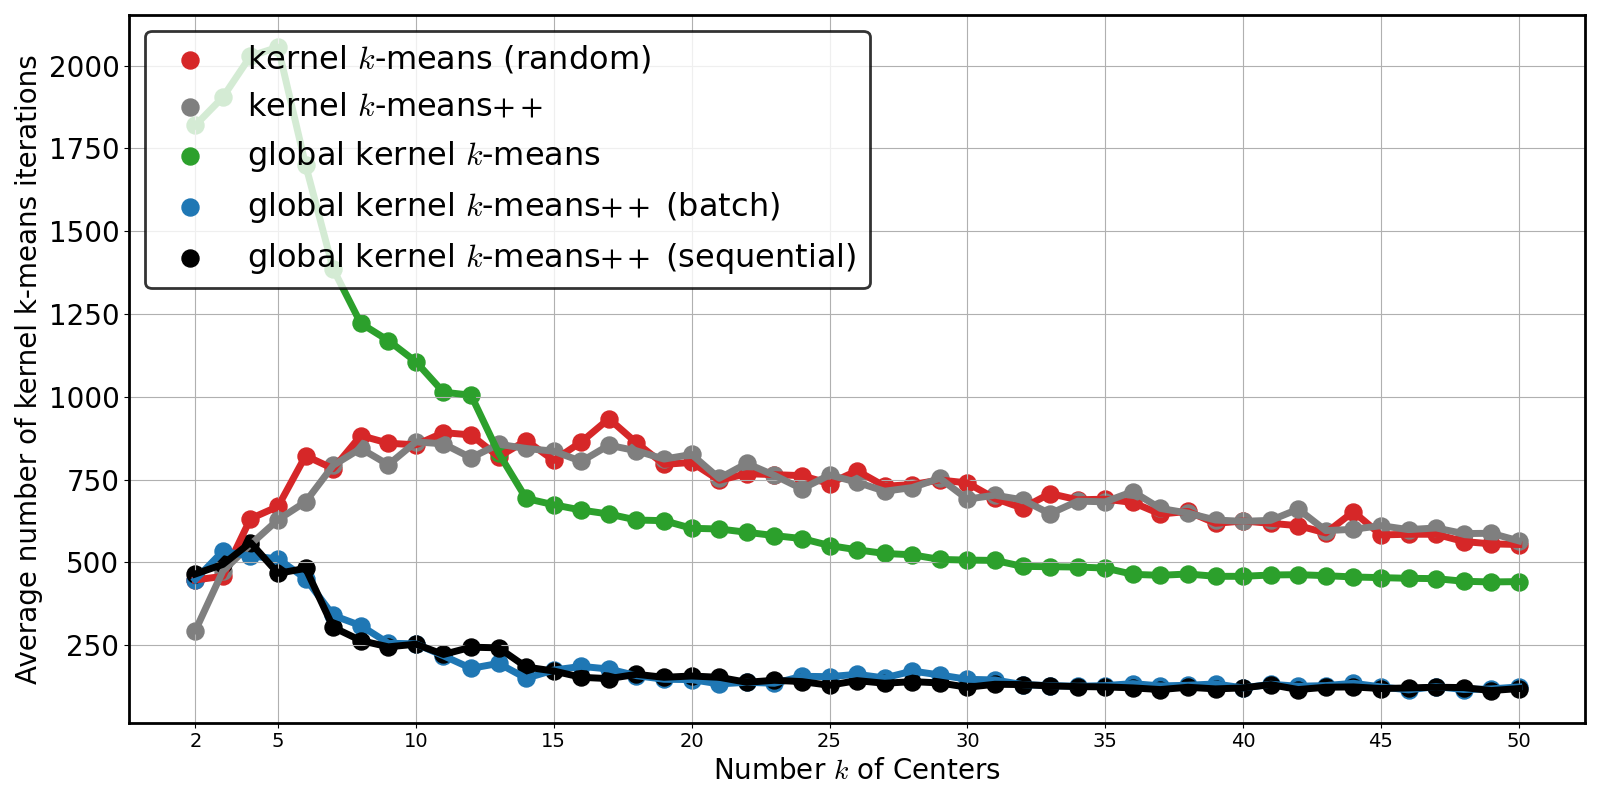 Average number of kernel k-means iterations
2000
1750
1500
1250
1000
750
500
250
kernel k-means (random)
kernel k-means++
global kernel k-means
global kernel k-means++ (batch)
global kernel k-means++ (sequential)
2 5 10 15 20 25 30 35 40 45 50
Number k of Centers